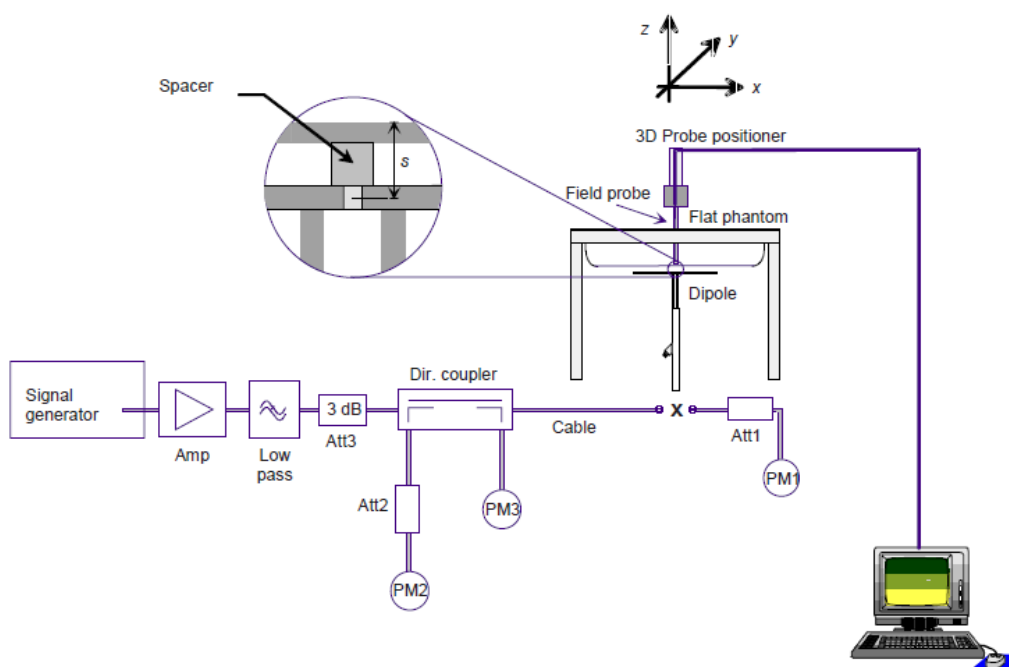 z
y
x
Spacer
s
3D Probe positioner
Field probe
Flat phantom
Dipole
Signal
generator
Amp
Low
pass
3 dB
Att3
Dir. coupler
Cable
X
Att1
PM1
Att2
PM3
PM2